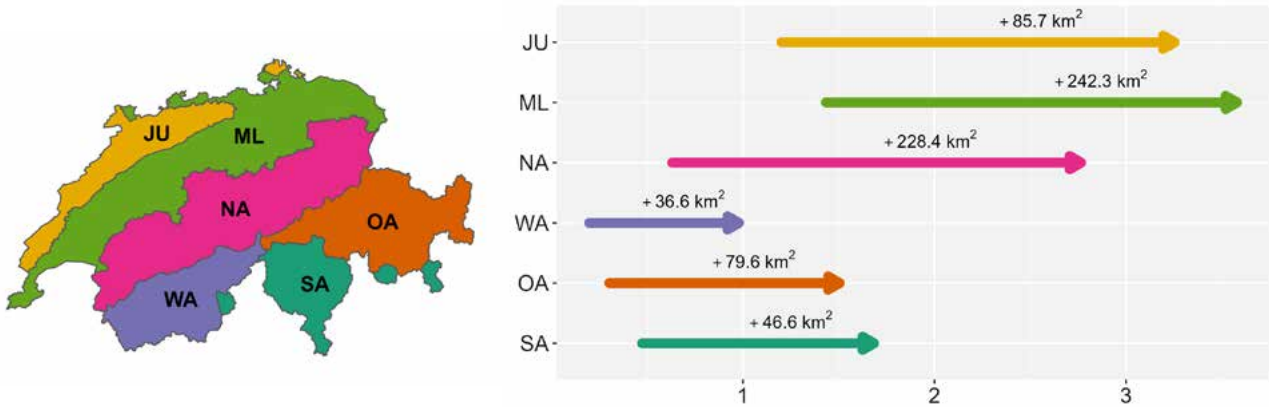 JU
ML
NA
OA
WA
SA
JU
+ 85.7 km²
ML
+ 242.3 km²
NA
+ 228.4 km²
WA
+ 36.6 km²
OA
+ 79.6 km²
SA
+ 46.6 km²
1 2 3